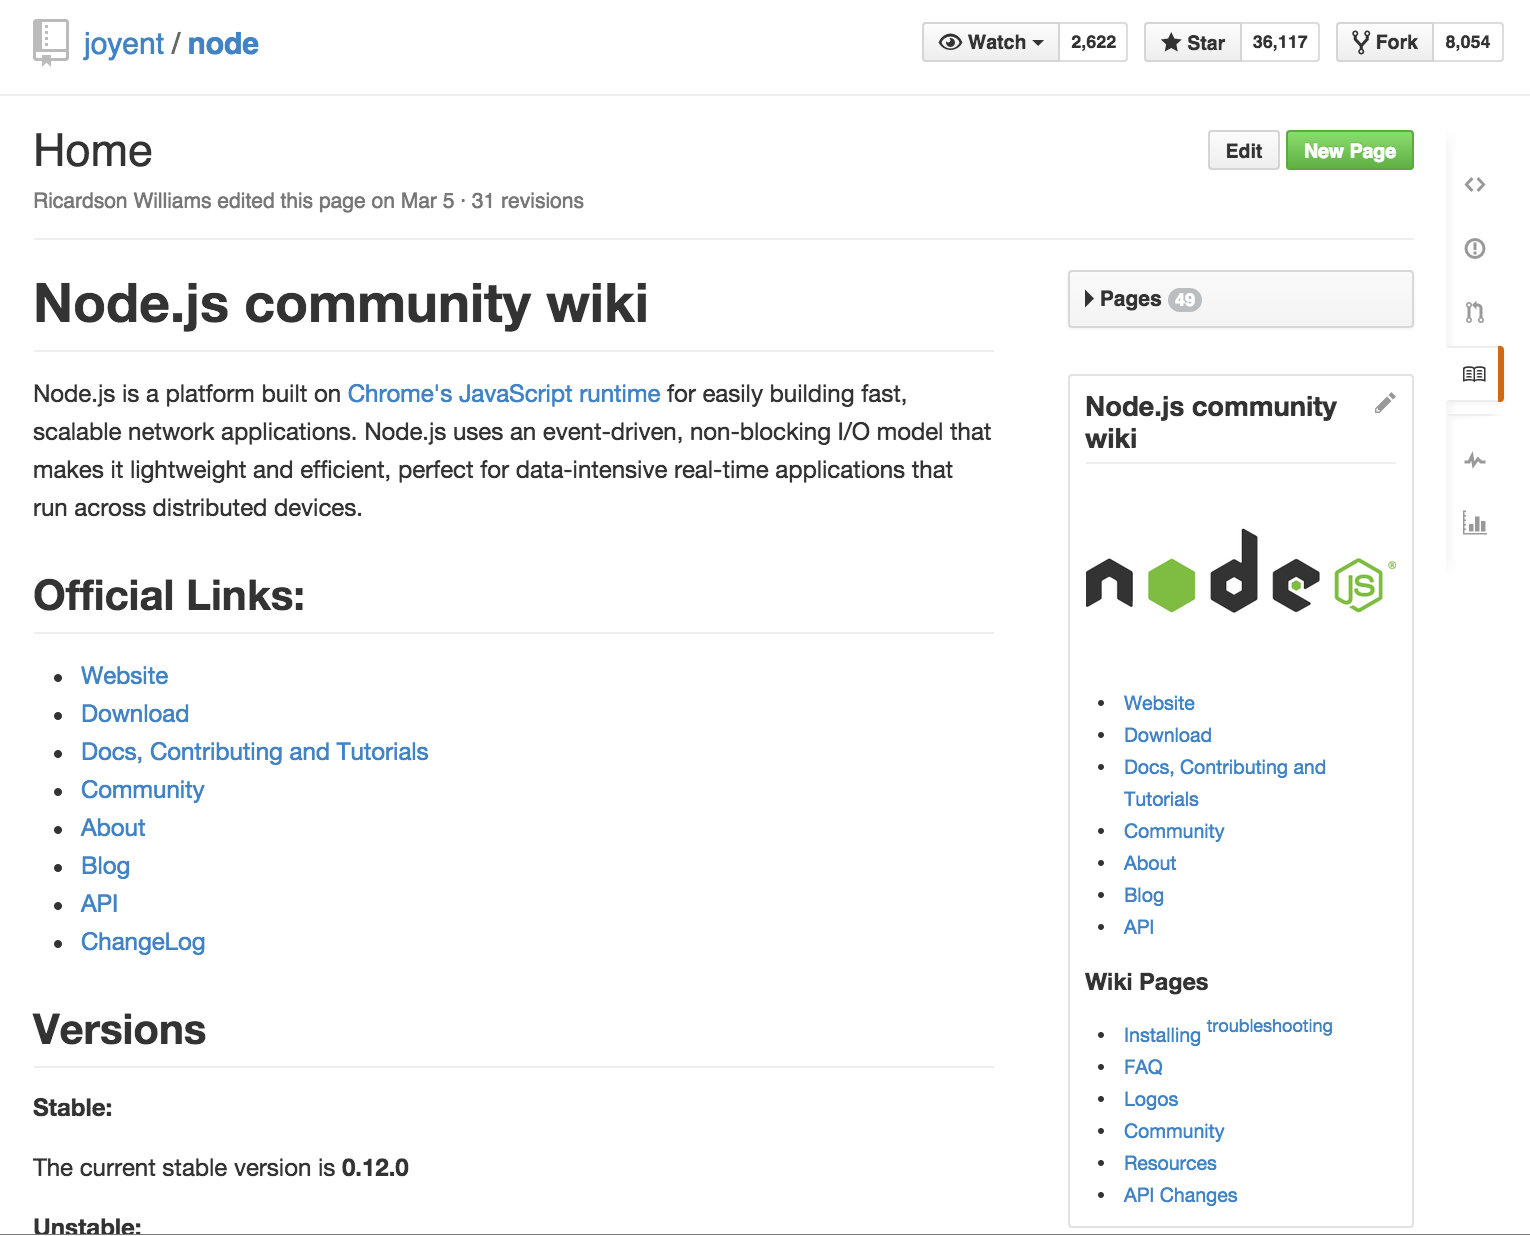 joyent / node
Watch 2,622
Star 36,117
Fork 8,054
Home
Edit
New Page
Ricardson Williams edited this page on Mar 5 · 31 revisions
Node.js community wiki
Node.js is a platform built on Chrome's JavaScript runtime for easily building fast,
scalable network applications. Node.js uses an event-driven, non-blocking I/O model that
makes it lightweight and efficient, perfect for data-intensive real-time applications that
run across distributed devices.
Official Links:
Website
Download
Docs, Contributing and Tutorials
Community
About
Blog
API
ChangeLog
Versions
Stable:
The current stable version is 0.12.0
Unstable:
Pages 49
Node.js community
wiki
node JS ®
Website
Download
Docs, Contributing and
Tutorials
Community
About
Blog
API
Wiki Pages
Installing troubleshooting
FAQ
Logos
Community
Resources
API Changes